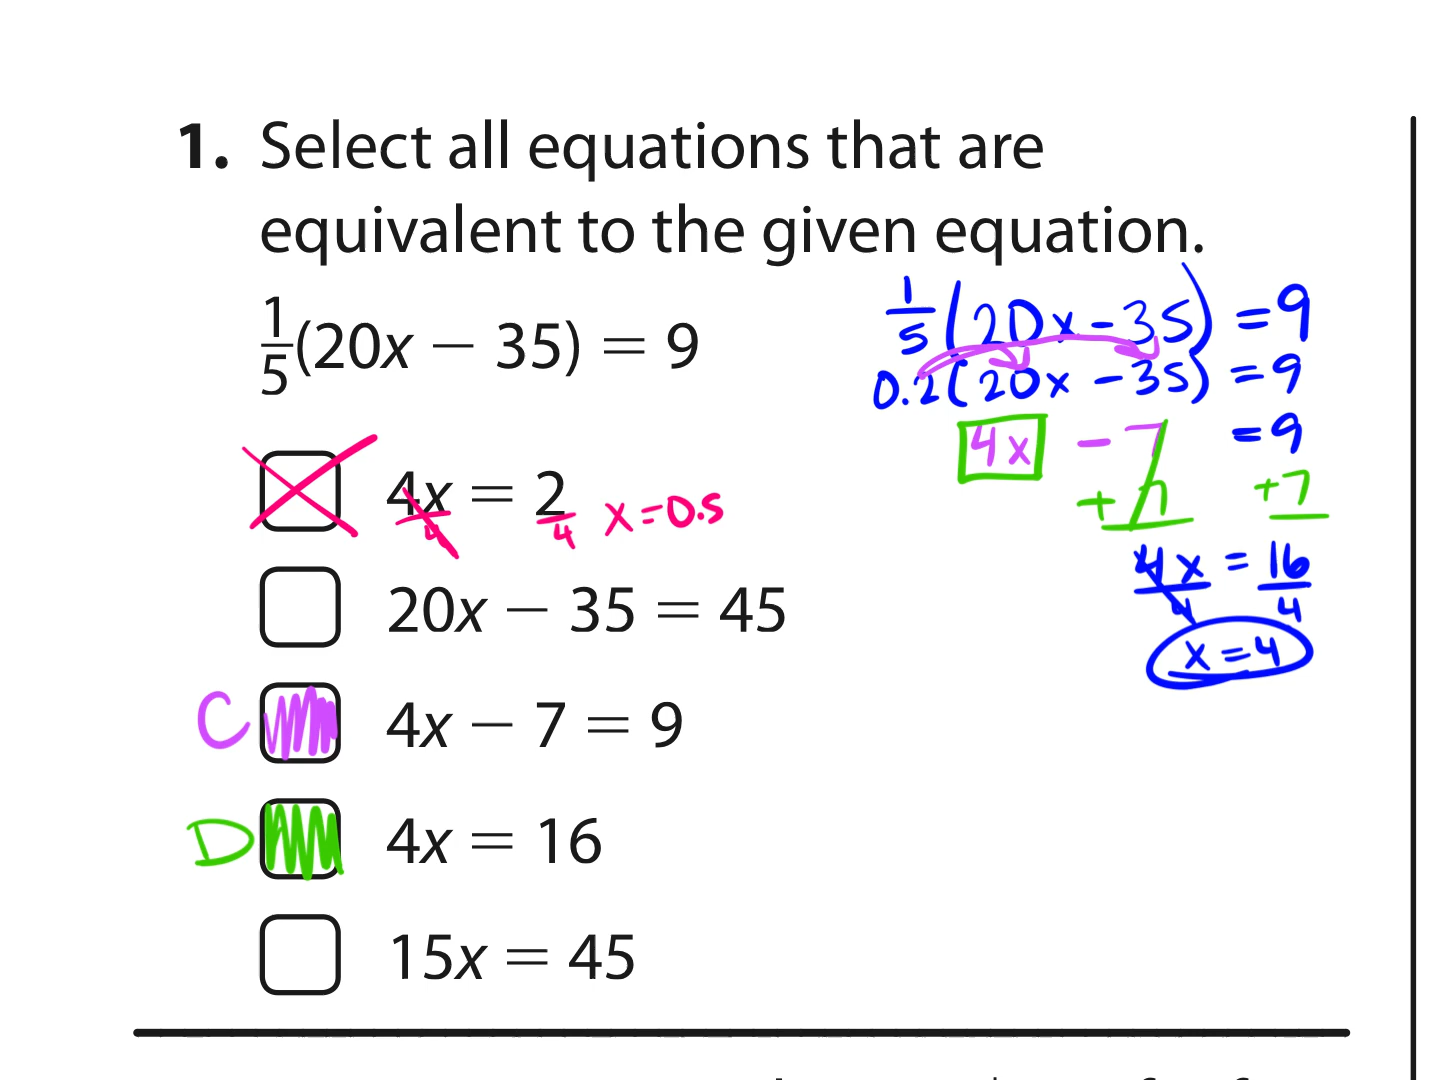 1. Select all equations that are
equivalent to the given equation.
1/5(20x − 35) = 9
1/5(20x − 35) = 9
0.2(20x − 35) = 9
4x − 7 = 9
+ 7 +7
4x = 16
4 4
x = 4
4x = 2 x = 0.5
4 4
20x − 35 = 45
C 4x − 7 = 9
D 4x = 16
15x = 45